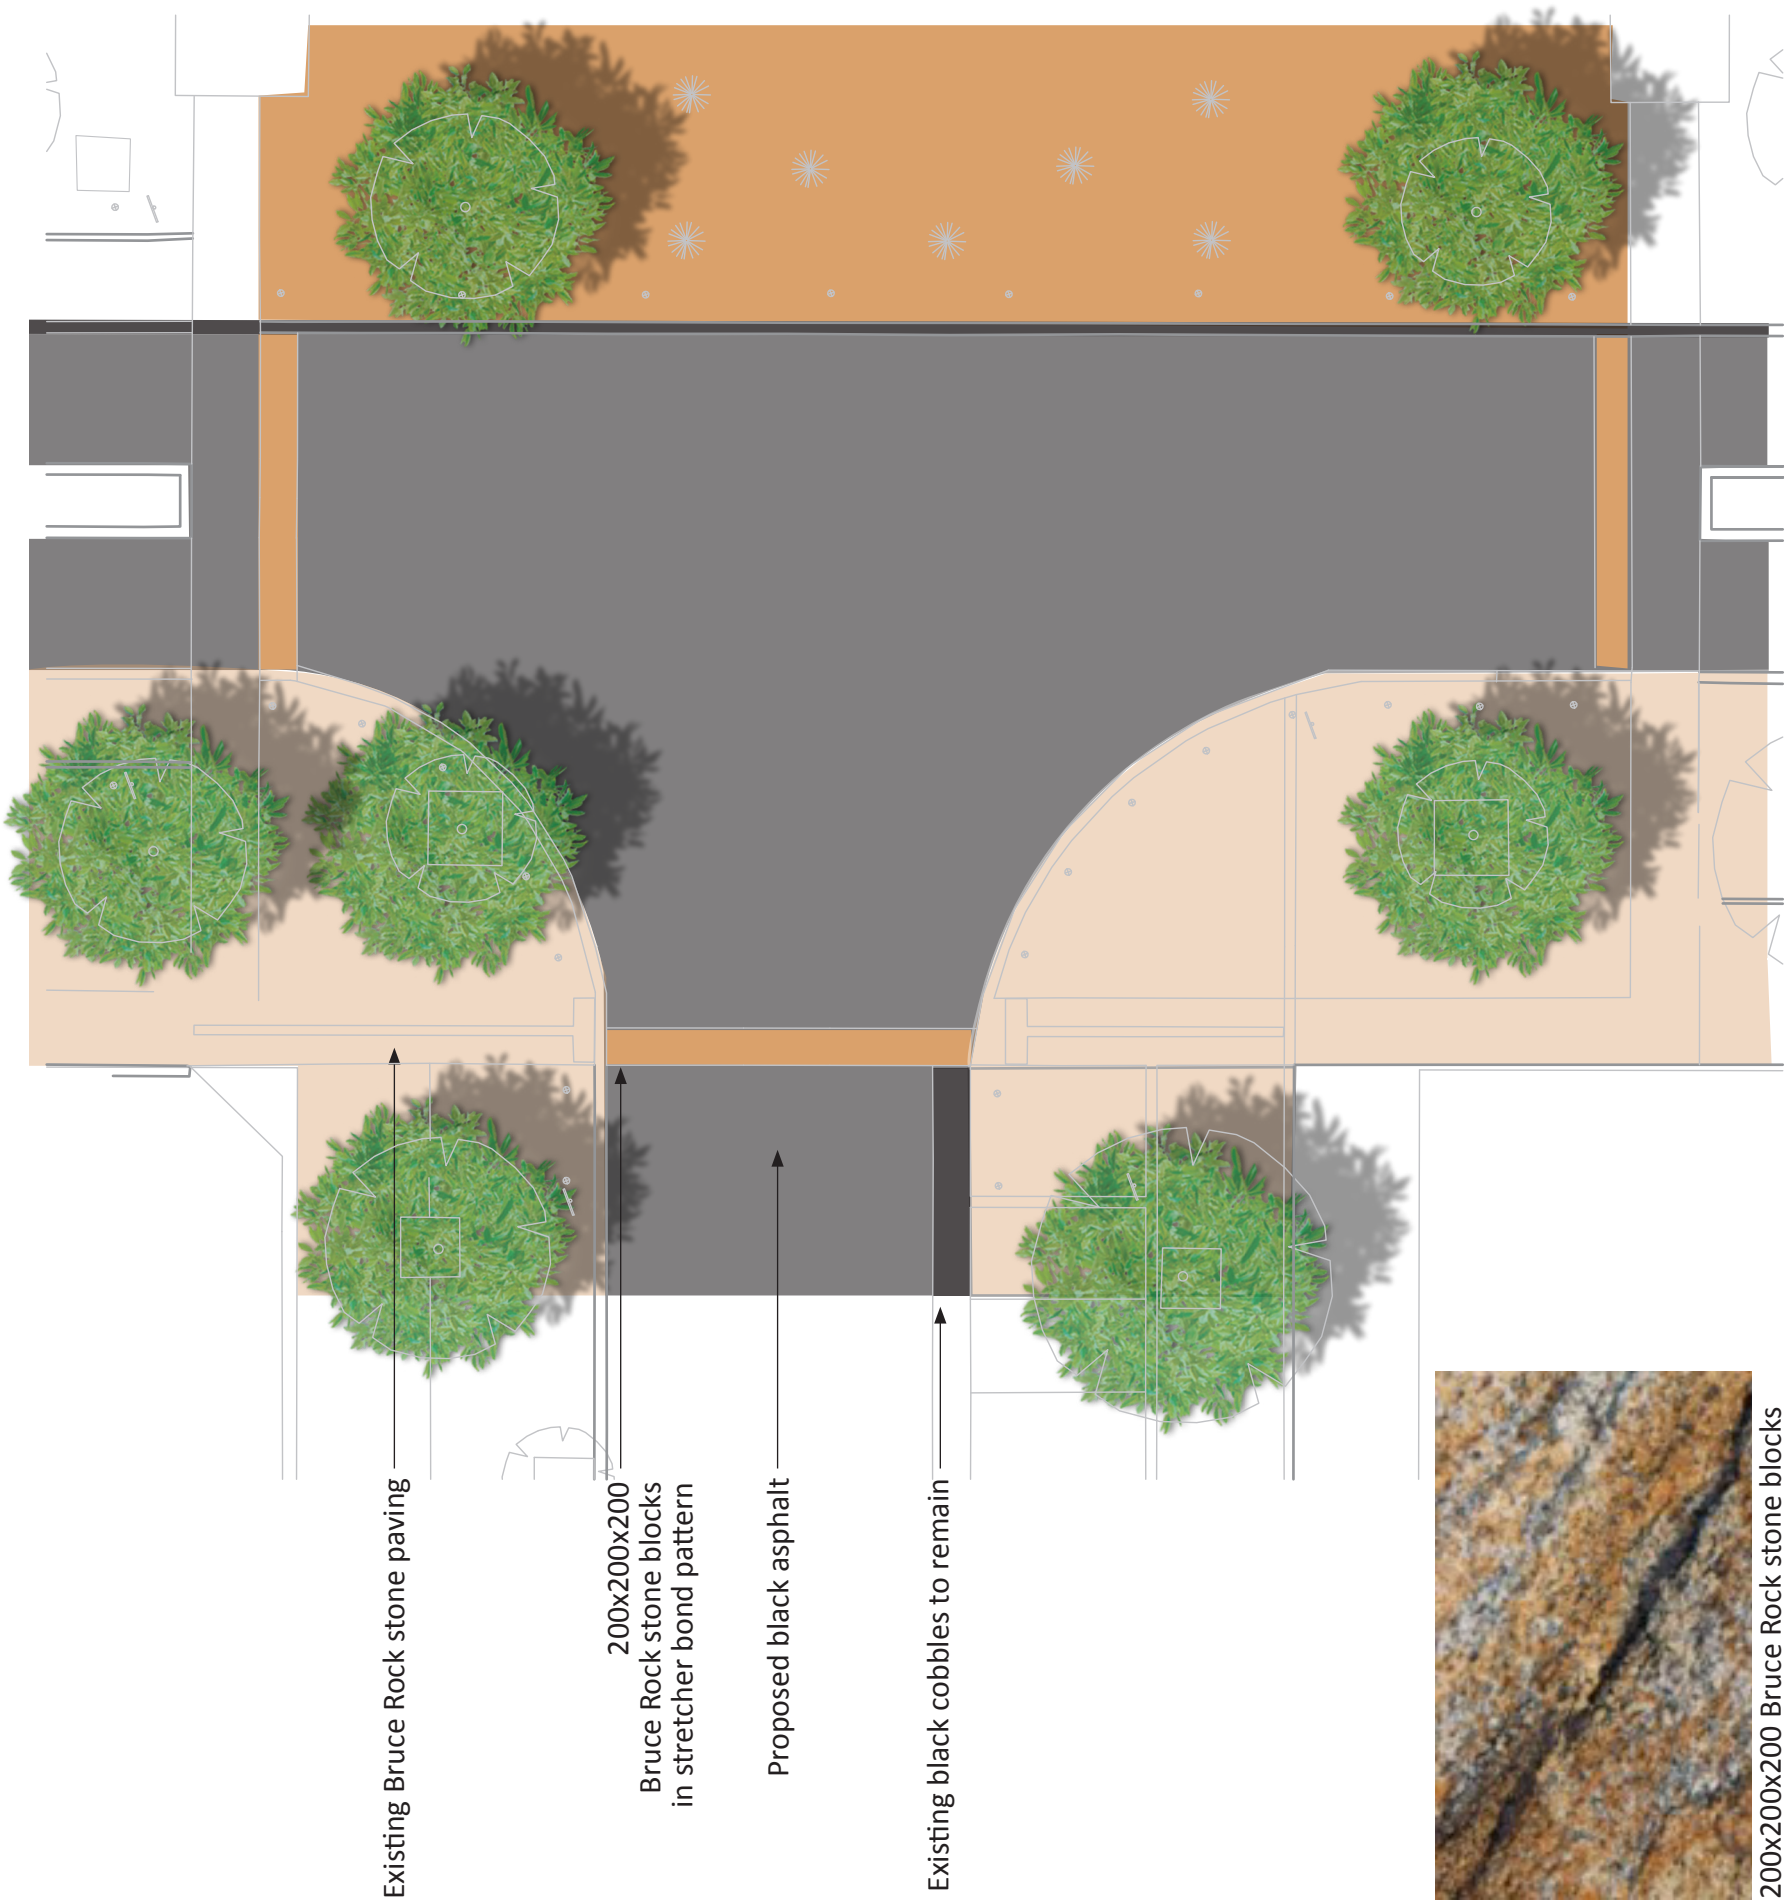 Existing Bruce Rock stone paving
200x200x200
Bruce Rock stone blocks
in stretcher bond pattern
Proposed black asphalt
Existing black cobbles to remain
200x200x200 Bruce Rock stone blocks